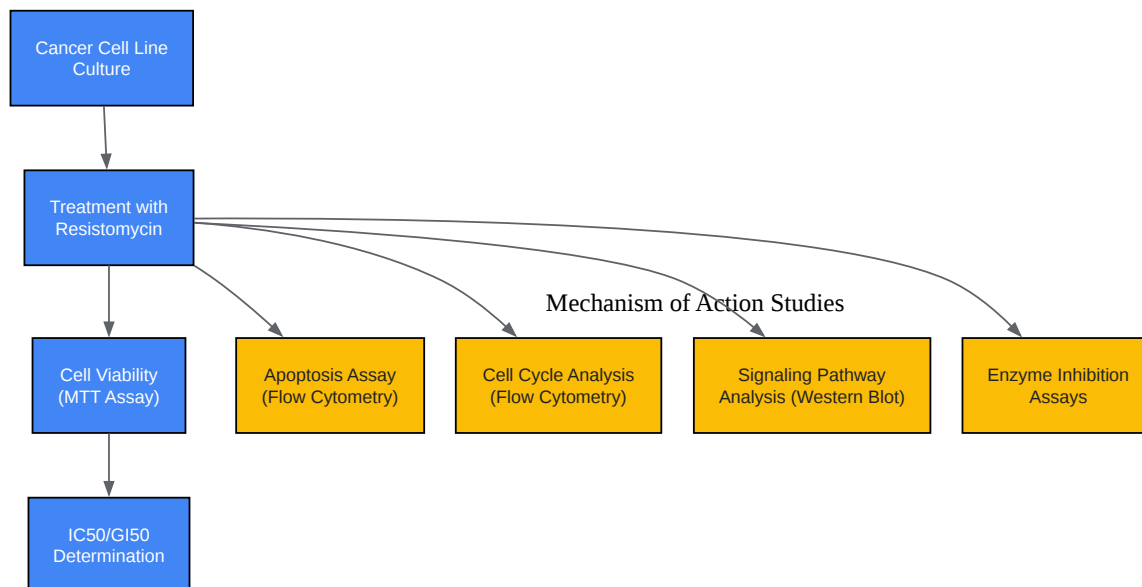 Cancer Cell Line
Culture
Treatment with
Resistomycin
Mechanism of Action Studies
Cell Viability
(MTT Assay)
Apoptosis Assay
(Flow Cytometry)
Cell Cycle Analysis
(Flow Cytometry)
Signaling Pathway
Analysis (Western Blot)
Enzyme Inhibition
Assays
IC50/GI50
Determination